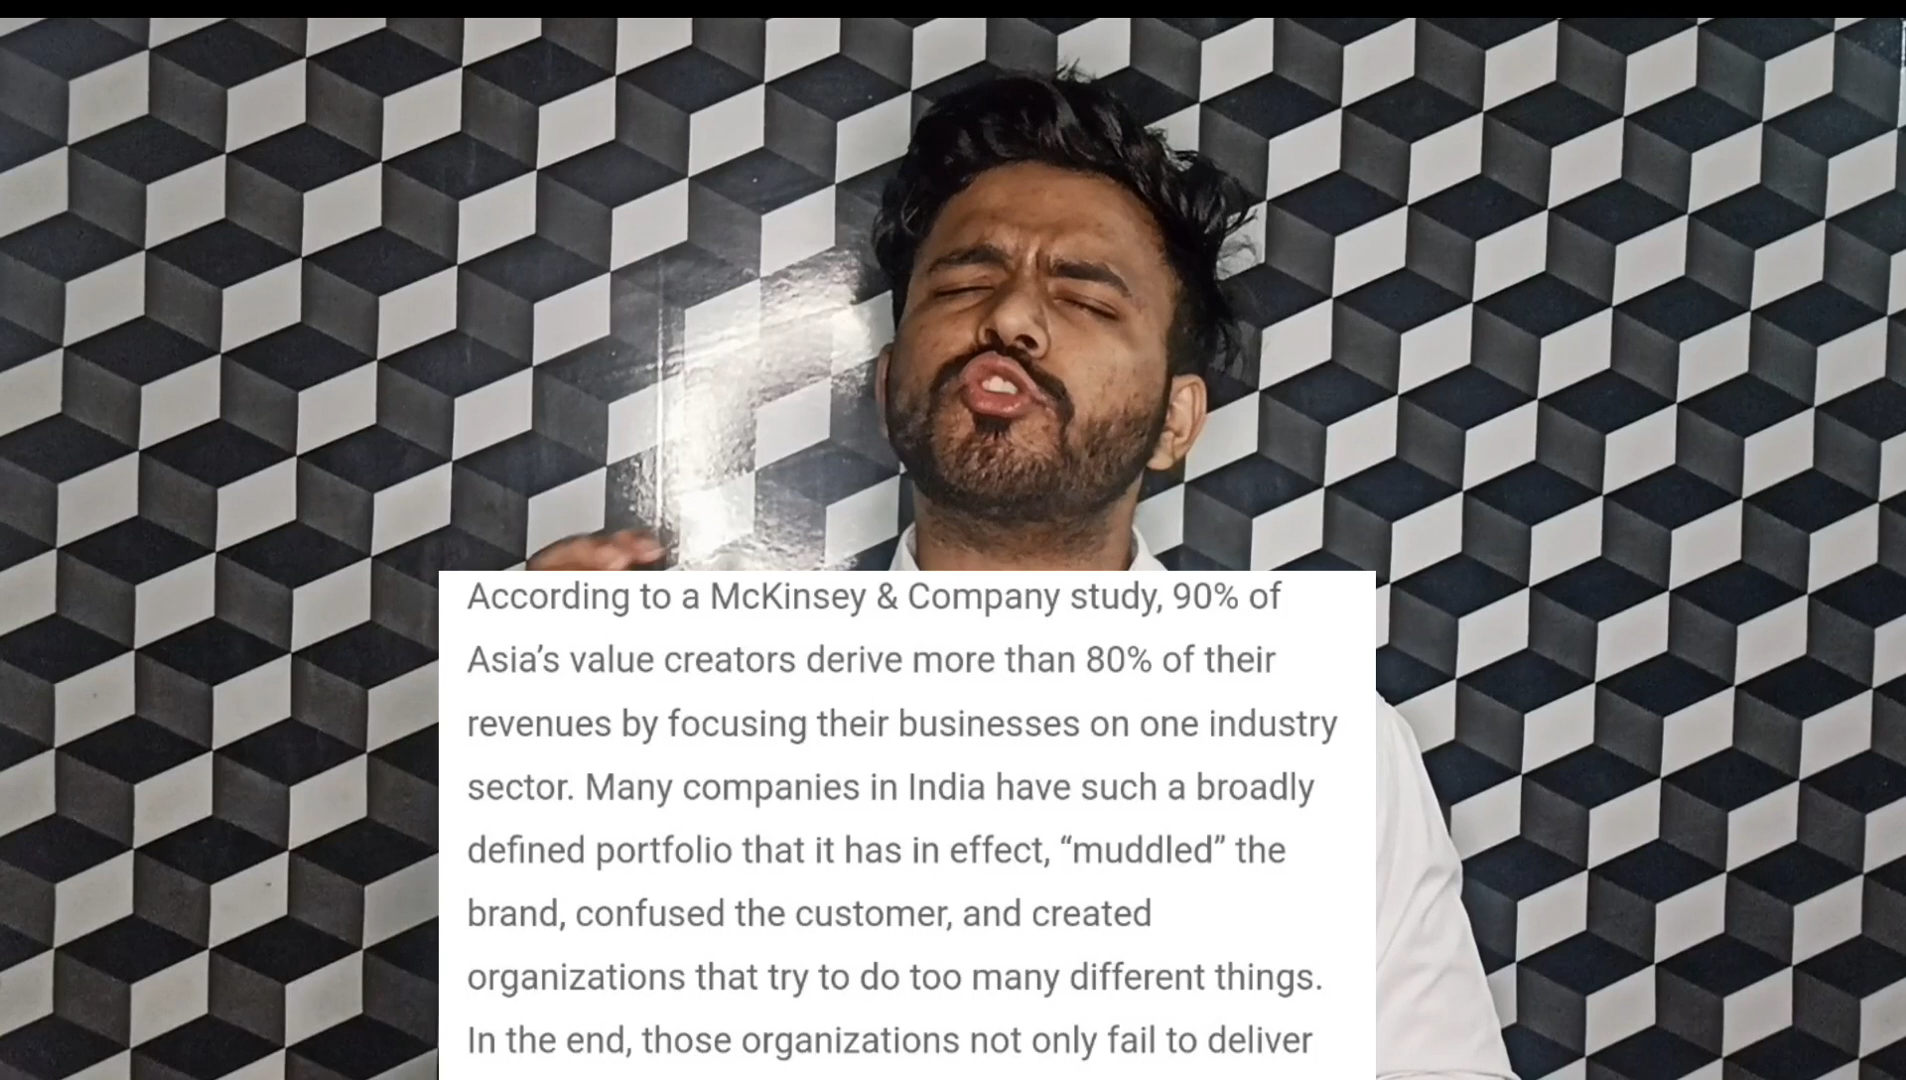 According to a McKinsey & Company study, 90% of
Asia’s value creators derive more than 80% of their
revenues by focusing their businesses on one industry
sector. Many companies in India have such a broadly
defined portfolio that it has in effect, “muddled” the
brand, confused the customer, and created
organizations that try to do too many different things.
In the end, those organizations not only fail to deliver